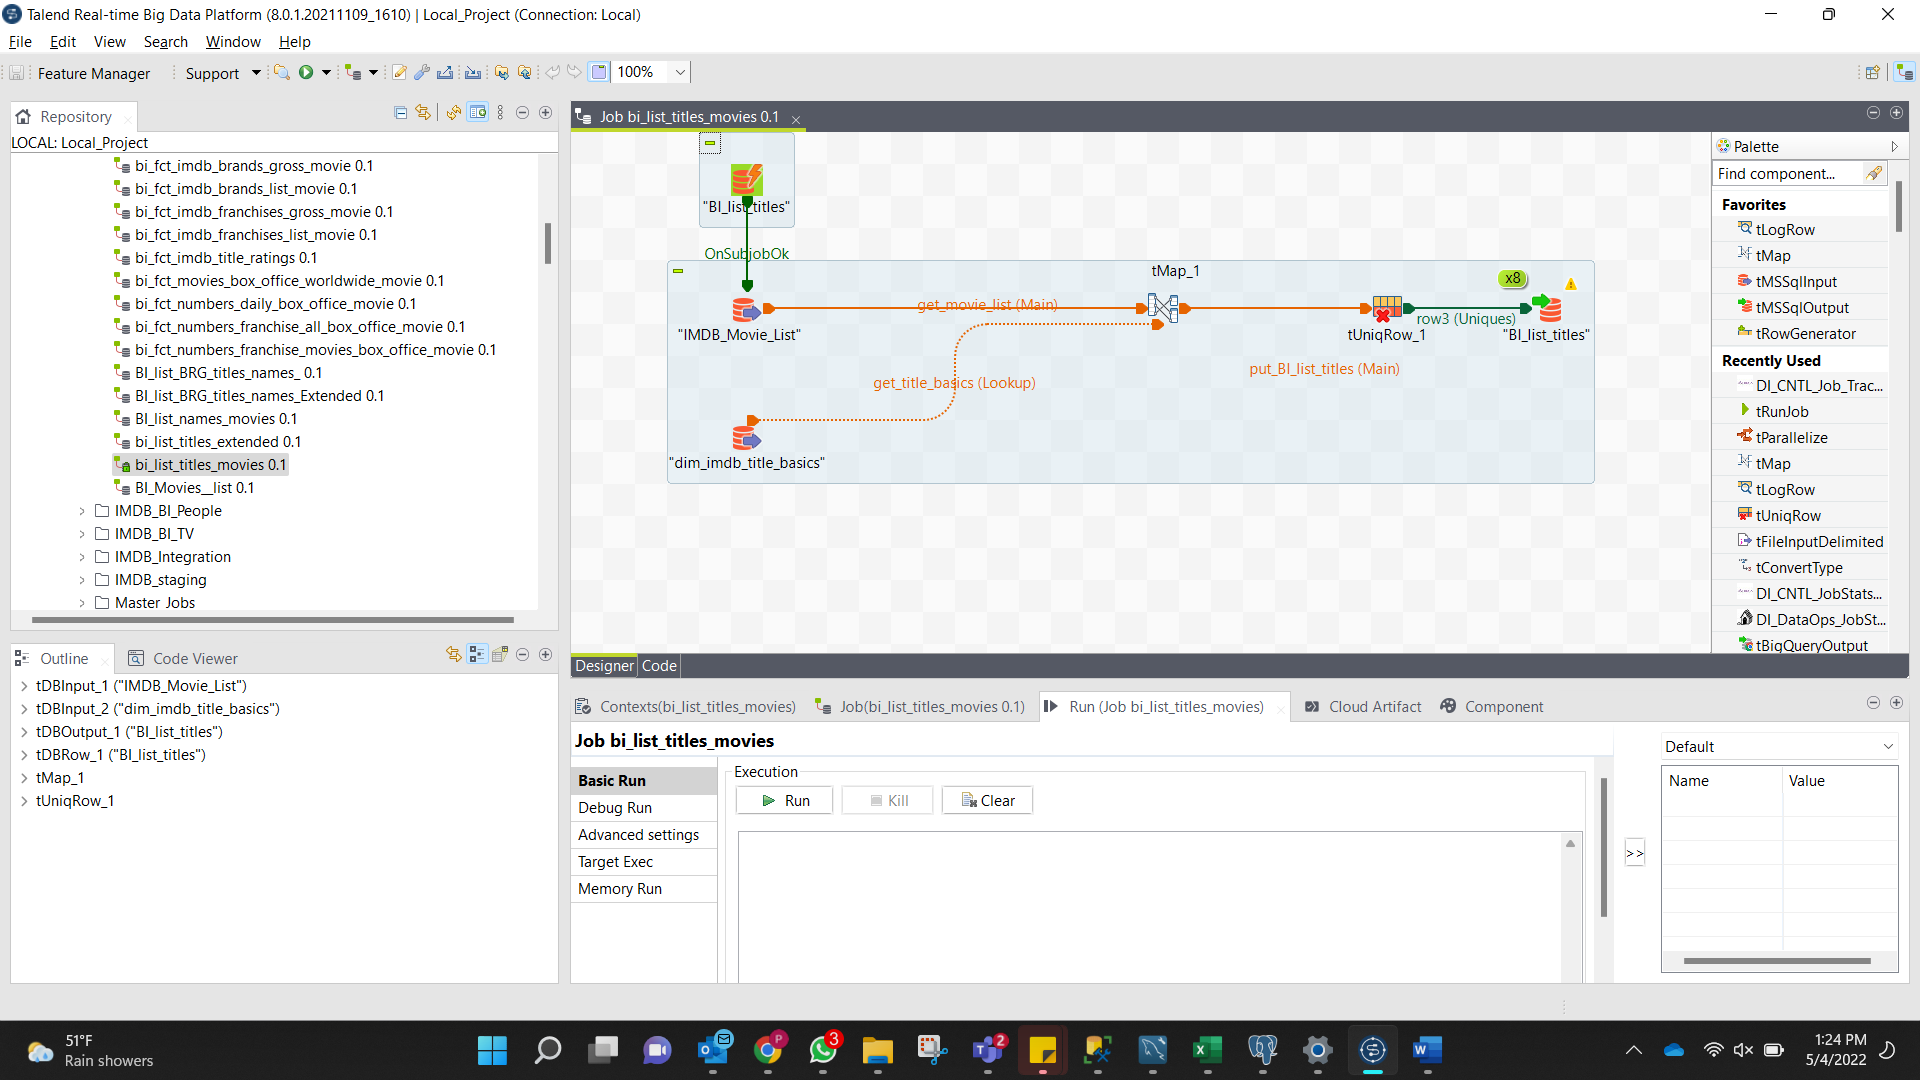 Talend Real-time Big Data Platform (8.0.1.20211109_1610) | Local_Project (Connection: Local)
File Edit View Search Window Help
Feature Manager Support 100%
Repository
LOCAL: Local_Project
bi_fct_imdb_brands_gross_movie 0.1
bi_fct_imdb_brands_list_movie 0.1
bi_fct_imdb_franchises_gross_movie 0.1
bi_fct_imdb_franchises_list_movie 0.1
bi_fct_imdb_title_ratings 0.1
bi_fct_movies_box_office_worldwide_movie 0.1
bi_fct_numbers_daily_box_office_movie 0.1
bi_fct_numbers_franchise_all_box_office_movie 0.1
bi_fct_numbers_franchise_movies_box_office_movie 0.1
BI_list_BRG_titles_names_ 0.1
BI_list_BRG_titles_names_Extended 0.1
BI_list_names_movies 0.1
bi_list_titles_extended 0.1
bi_list_titles_movies 0.1
BI_Movies__list 0.1
IMDB_BI_People
IMDB_BI_TV
IMDB_Integration
IMDB_staging
Master Jobs
Outline Code Viewer
tDBInput_1 ("IMDB_Movie_List")
tDBInput_2 ("dim_imdb_title_basics")
tDBOutput_1 ("BI_list_titles")
tDBRow_1 ("BI_list_titles")
tMap_1
tUniqRow_1
Job bi_list_titles_movies 0.1
"BI_list_titles"
OnSubjobOk
tMap_1
x8
get_movie_list (Main)
row3 (Uniques)
"IMDB_Movie_List"
tUniqRow_1
"BI_list_titles"
put_BI_list_titles (Main)
get_title_basics (Lookup)
"dim_imdb_title_basics"
Palette
Find component...
Favorites
tLogRow
tMap
tMSSqlInput
tMSSqlOutput
tRowGenerator
Recently Used
DI_CNTL_Job_Trac...
tRunJob
tParallelize
tMap
tLogRow
tUniqRow
tFileInputDelimited
tConvertType
DI_CNTL_JobStats...
DI_DataOps_JobSt...
tBigQueryOutput
Designer Code
Contexts(bi_list_titles_movies) Job(bi_list_titles_movies 0.1) Run (Job bi_list_titles_movies) Cloud Artifact Component
Job bi_list_titles_movies
Basic Run
Debug Run
Advanced settings
Target Exec
Memory Run
Execution
Run Kill Clear
>>
Default
Name Value
51°F
Rain showers
P
3
2
1:24 PM
5/4/2022